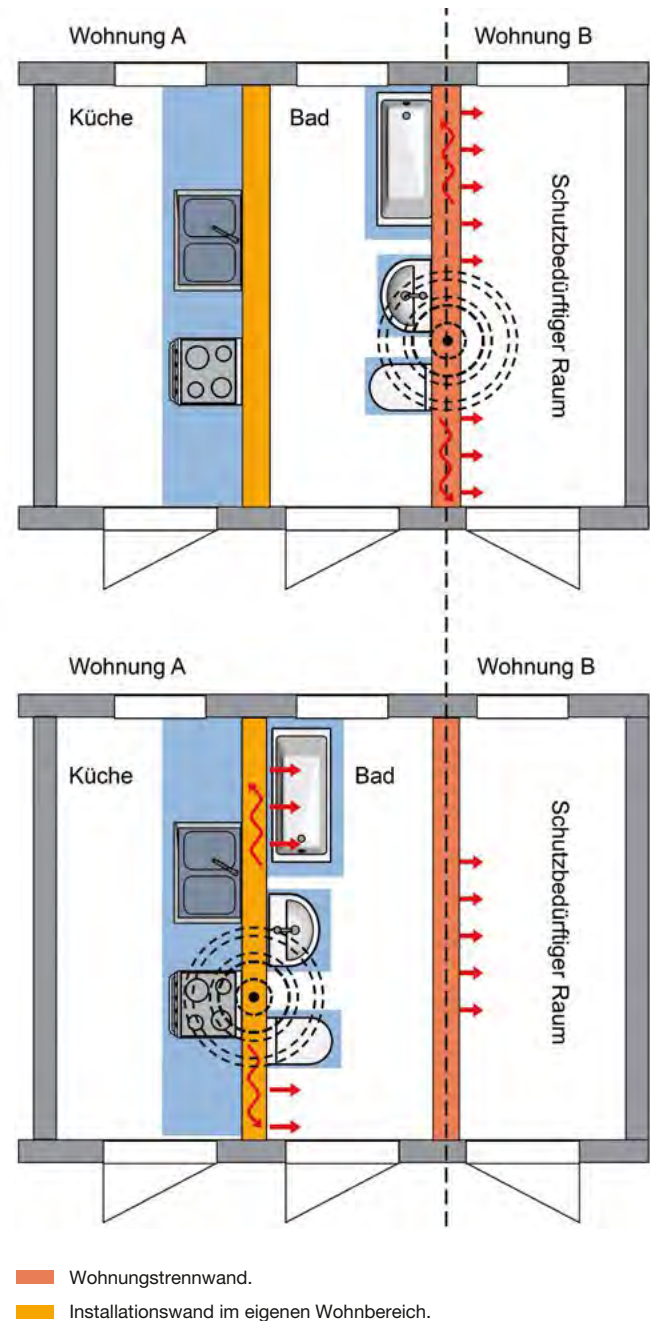 Wohnung A
Wohnung B
Küche
Bad
Schutzbedürftiger Raum
Wohnung A
Wohnung B
Küche
Bad
Schutzbedürftiger Raum
Wohnungstrennwand.
Installationswand im eigenen Wohnbereich.